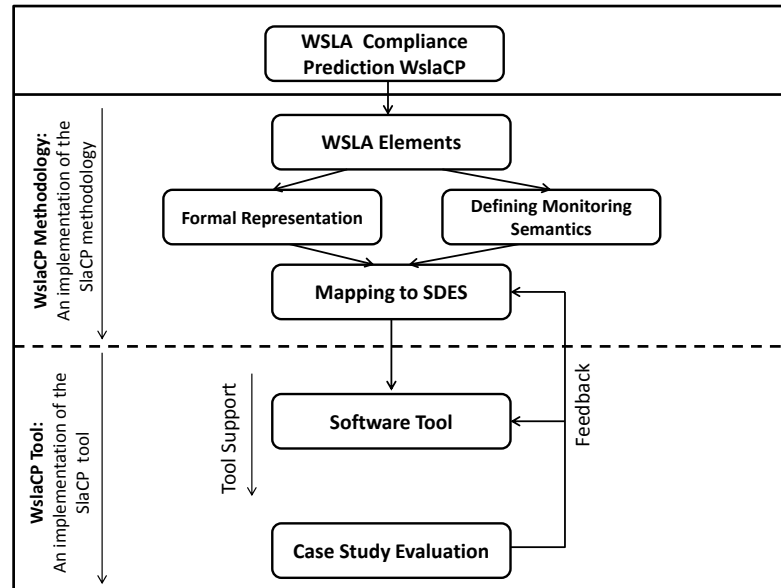 WSLA Compliance
Prediction WslaCP
WslaCP Methodology:
An implementation of the
SlaCP methodology
WSLA Elements
Formal Representation
Defining Monitoring
Semantics
Mapping to SDES
WslaCP Tool:
An implementation of the
SlaCP tool
Tool Support
Software Tool
Feedback
Case Study Evaluation